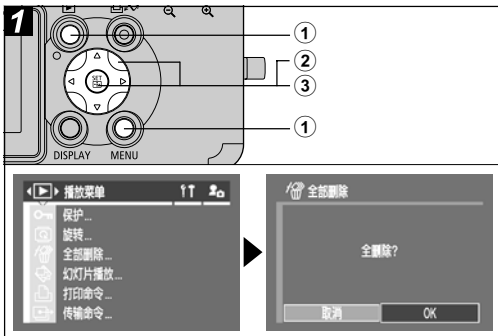 1
1
2
3
1
SET
DISPLAY MENU
播放菜单
保护...
旋转...
全部删除...
幻灯片播放...
打印命令...
传输命令...
全部删除
全删除?
取消 OK